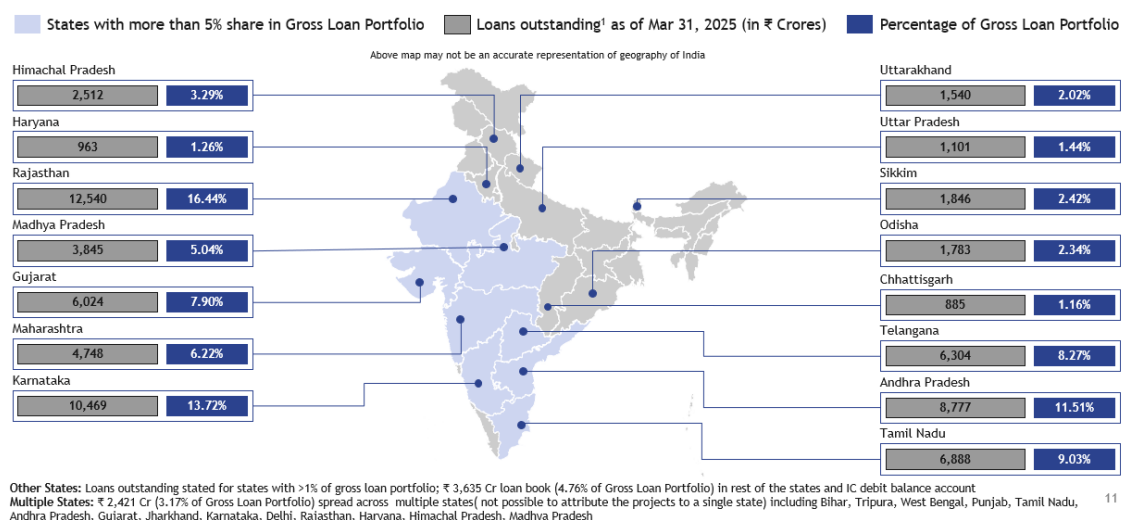 States with more than 5% share in Gross Loan Portfolio
Loans outstanding¹ as of Mar 31, 2025 (in ₹ Crores)
Percentage of Gross Loan Portfolio
Above map may not be an accurate representation of geography of India
Himachal Pradesh
2,512 3.29%
Haryana
963 1.26%
Rajasthan
12,540 16.44%
Madhya Pradesh
3,845 5.04%
Gujarat
6,024 7.90%
Maharashtra
4,748 6.22%
Karnataka
10,469 13.72%
Uttarakhand
1,540 2.02%
Uttar Pradesh
1,101 1.44%
Sikkim
1,846 2.42%
Odisha
1,783 2.34%
Chhattisgarh
885 1.16%
Telangana
6,304 8.27%
Andhra Pradesh
8,777 11.51%
Tamil Nadu
6,888 9.03%
Other States: Loans outstanding stated for states with >1% of gross loan portfolio; ₹ 3,635 Cr loan book (4.76% of Gross Loan Portfolio) in rest of the states and IC debit balance account
Multiple States: ₹ 2,421 Cr (3.17% of Gross Loan Portfolio) spread across multiple states( not possible to attribute the projects to a single state) including Bihar, Tripura, West Bengal, Punjab, Tamil Nadu,
Andhra Pradesh, Gujarat, Jharkhand, Karnataka, Delhi, Rajasthan, Haryana, Himachal Pradesh, Madhya Pradesh
11